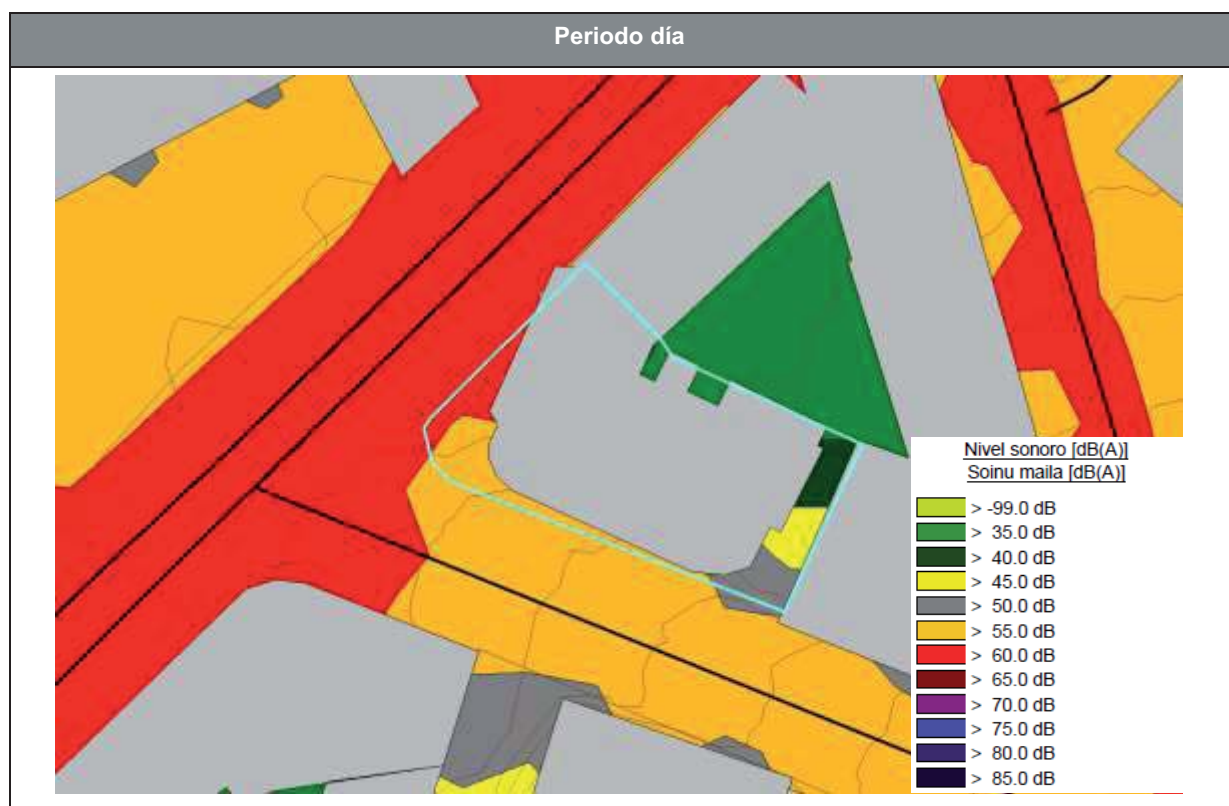 Periodo día
Nivel sonoro [dB(A)]
Soinu maila [dB(A)]
> -99.0 dB
> 35.0 dB
> 40.0 dB
> 45.0 dB
> 50.0 dB
> 55.0 dB
> 60.0 dB
> 65.0 dB
> 70.0 dB
> 75.0 dB
> 80.0 dB
> 85.0 dB